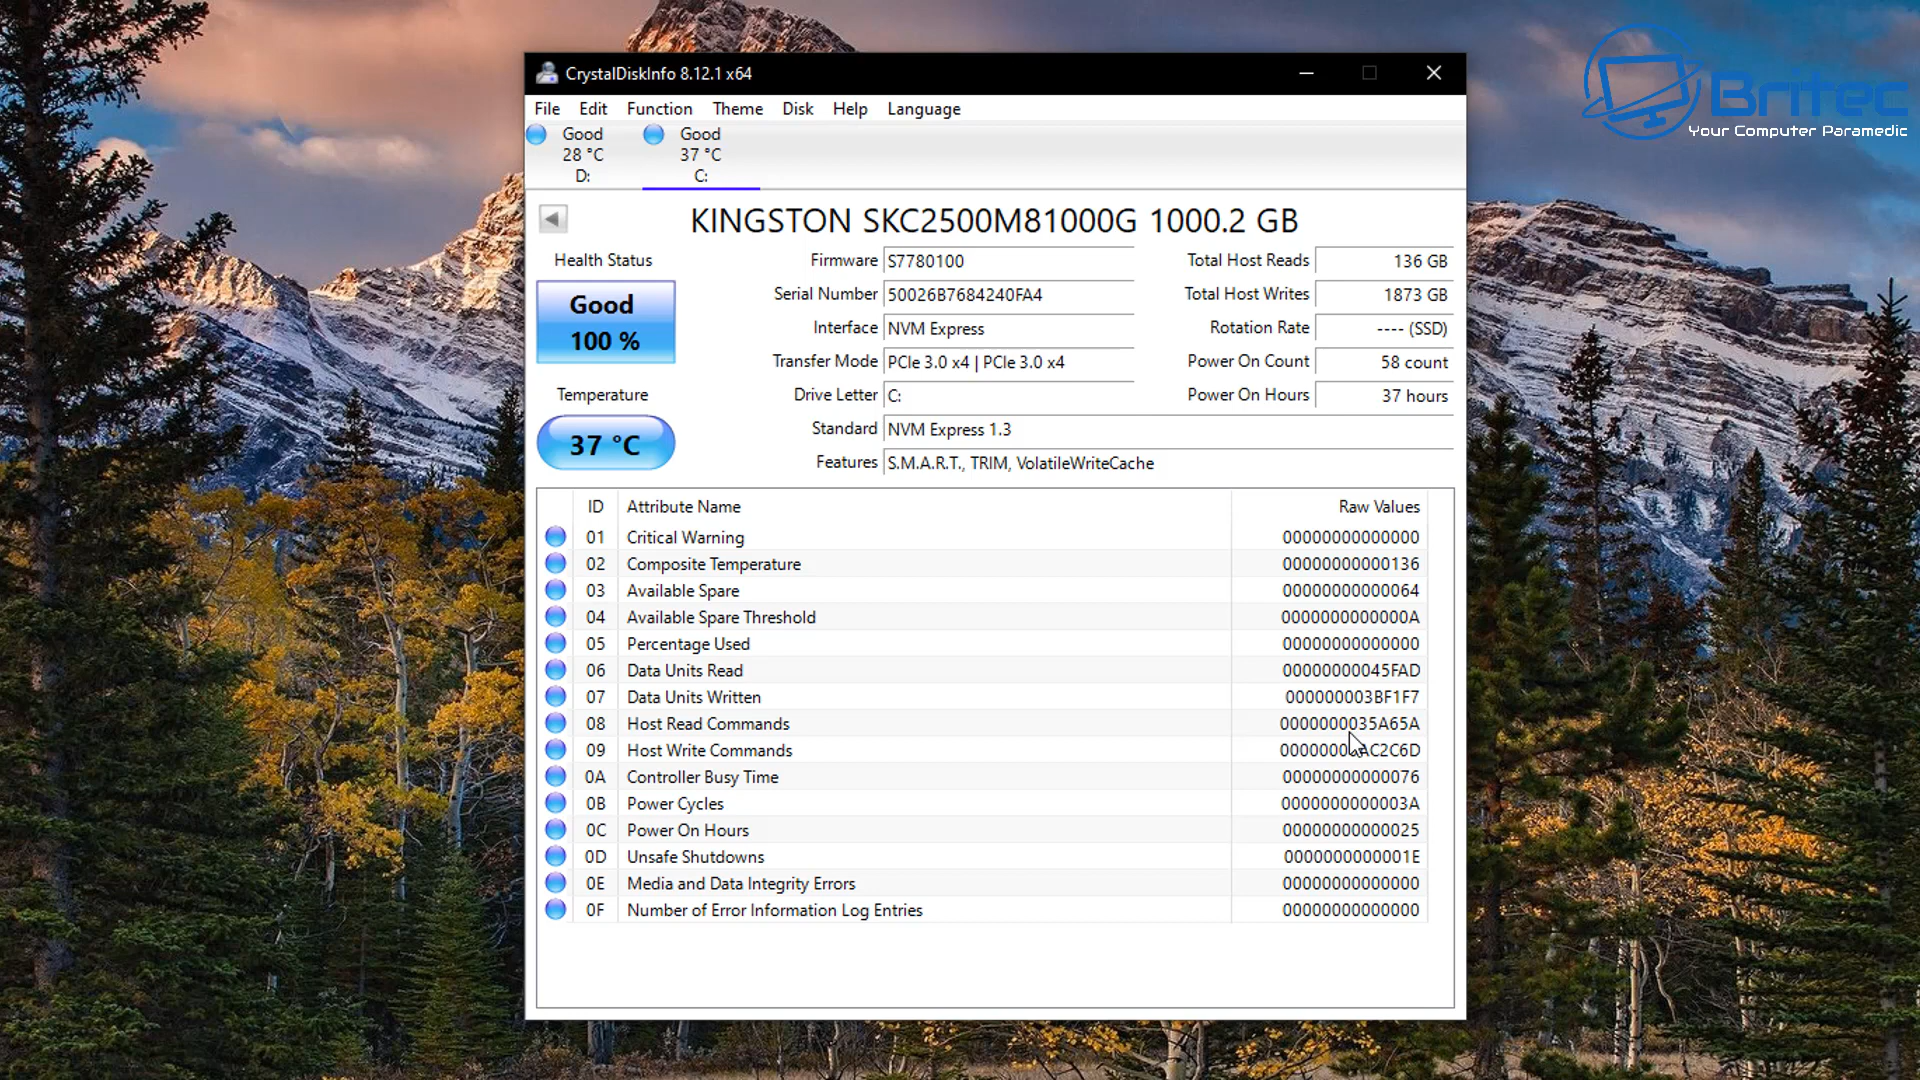 CrystalDiskInfo 8.12.1 x64
Britec
Your Computer Paramedic
File Edit Function Theme Disk Help Language
Good Good
28 °C 37 °C
D: C:
KINGSTON SKC2500M81000G 1000.2 GB
Health Status
Good
100 %
Temperature
37 °C
Firmware S7780100
Serial Number 50026B7684240FA4
Interface NVM Express
Transfer Mode PCIe 3.0 x4 | PCIe 3.0 x4
Drive Letter C:
Standard NVM Express 1.3
Features S.M.A.R.T., TRIM, VolatileWriteCache
Total Host Reads 136 GB
Total Host Writes 1873 GB
Rotation Rate ---- (SSD)
Power On Count 58 count
Power On Hours 37 hours
ID Attribute Name Raw Values
01 Critical Warning 00000000000000
02 Composite Temperature 00000000000136
03 Available Spare 00000000000064
04 Available Spare Threshold 0000000000000A
05 Percentage Used 00000000000000
06 Data Units Read 00000000045FAD
07 Data Units Written 000000003BF1F7
08 Host Read Commands 0000000035A65A
09 Host Write Commands
0A Controller Busy Time 00000000000076
0B Power Cycles 0000000000003A
0C Power On Hours 00000000000025
0D Unsafe Shutdowns 0000000000001E
0E Media and Data Integrity Errors 00000000000000
0F Number of Error Information Log Entries 00000000000000